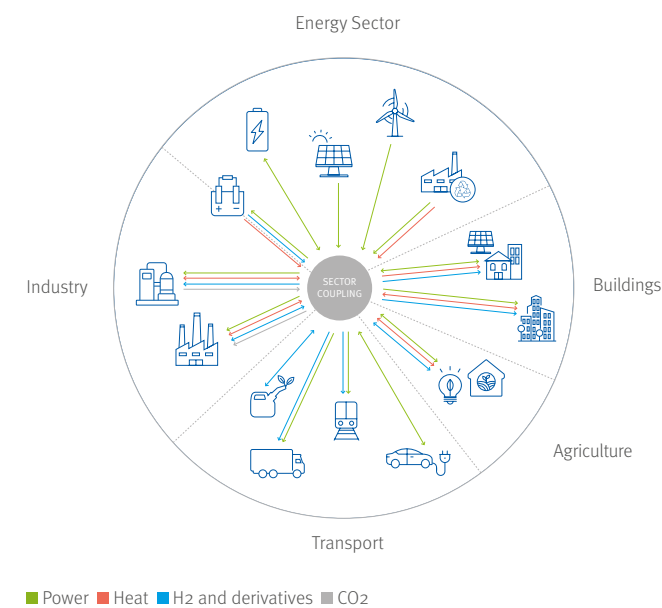 Energy Sector
SECTOR
COUPLING
Industry
Buildings
Agriculture
Transport
Power Heat H2 and derivatives CO2